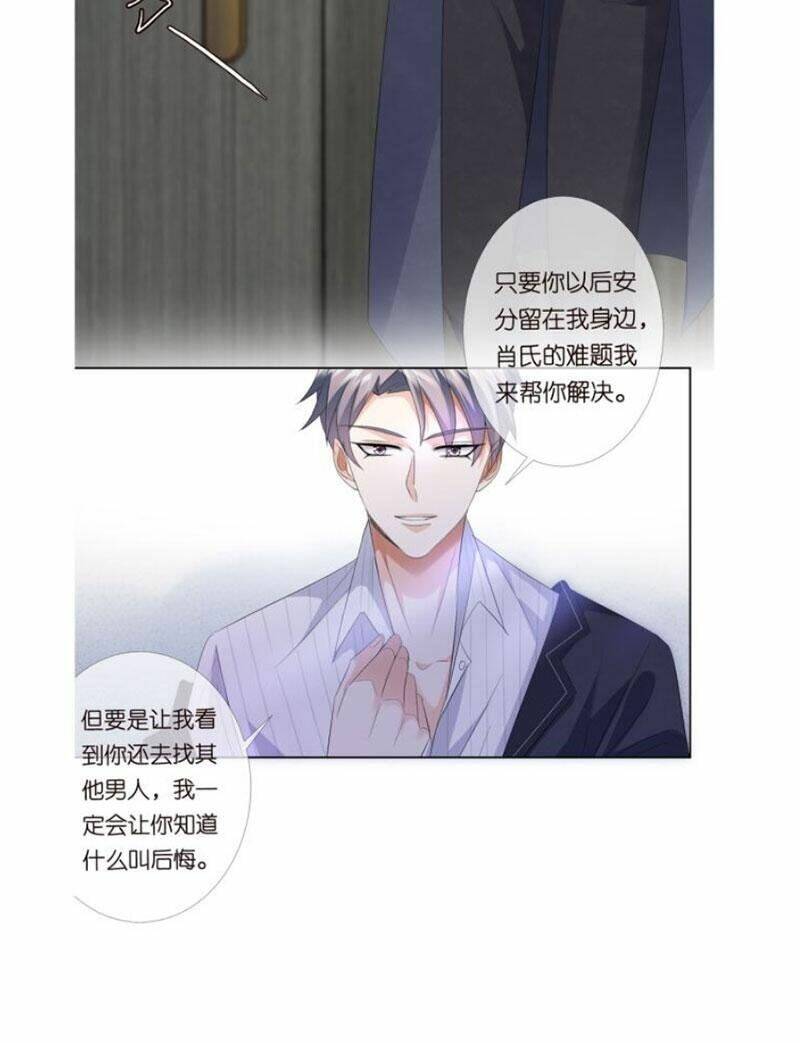 只要你以后安
分留在我身边，
肖氏的难题我
来帮你解决。
但要是让我看
到你还去找其
他男人，我一
定会让你知道
什么叫后悔。